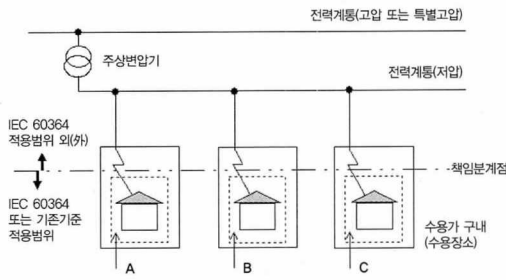 전력계통(고압 또는 특별고압)
주상변압기
전력계통(저압)
IEC 60364
적용범위 외(外)
책임분계점
IEC 60364
또는 기존기준
적용범위
수용가 구내
(수용장소)
A
B
C